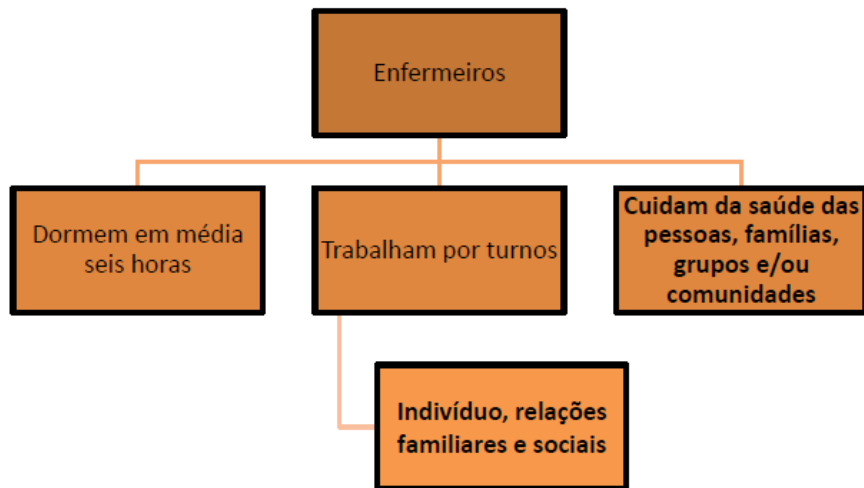 Enfermeiros
Dormem em média
seis horas
Trabalham por turnos
Cuidam da saúde das
pessoas, famílias,
grupos e/ou
comunidades
Indivíduo, relações
familiares e sociais